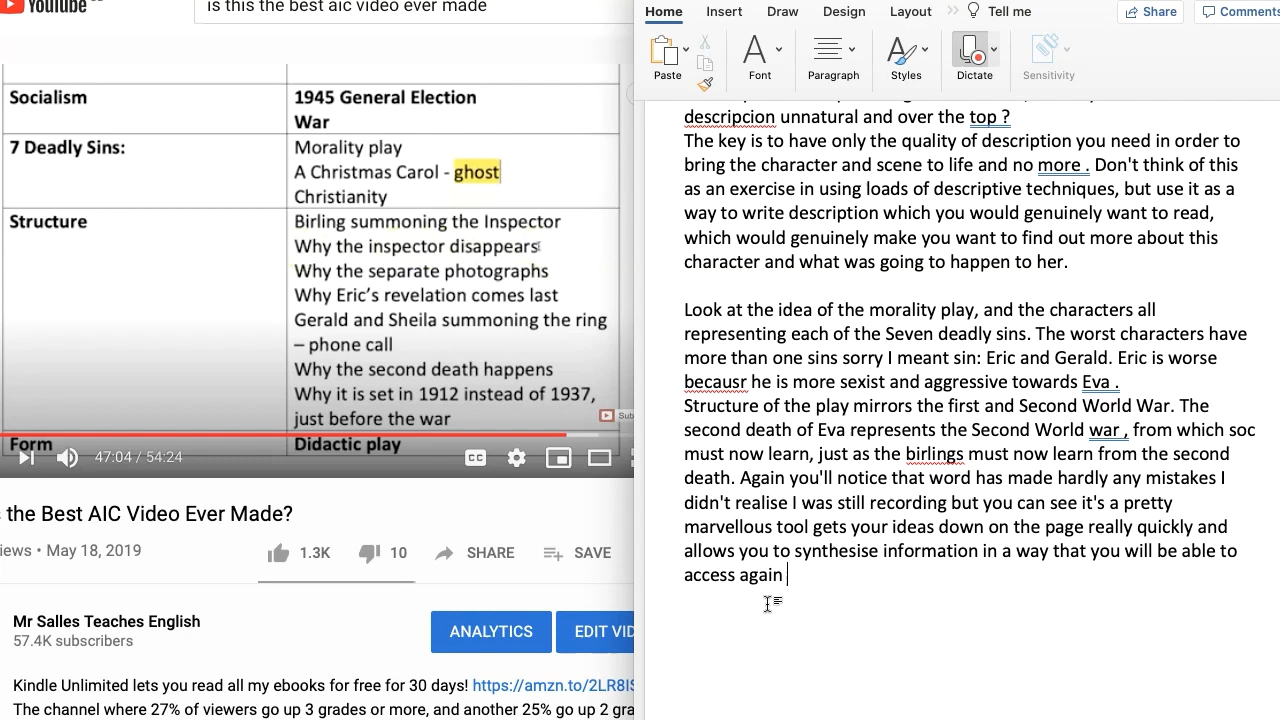 YouTube
is this the best aic video ever made
Socialism
1945 General Election
War
7 Deadly Sins:
Morality play
A Christmas Carol - ghost
Christianity
Structure
Birling summoning the Inspector
Why the inspector disappears
Why the separate photographs
Why Eric's revelation comes last
Gerald and Sheila summoning the ring
– phone call
Why the second death happens
Why it is set in 1912 instead of 1937,
just before the war
Sub
Form
Didactic play
47:04 / 54:24
CC
the Best AIC Video Ever Made?
iews • May 18, 2019
1.3K
10
SHARE
SAVE
Mr Salles Teaches English
57.4K subscribers
ANALYTICS
EDIT VID
Kindle Unlimited lets you read all my ebooks for free for 30 days! https://amzn.to/2LR8IS
The channel where 27% of viewers go up 3 grades or more, and another 25% go up 2 gra
Home
Insert
Draw
Design
Layout
Tell me
Share
Comments
Paste
Font
Paragraph
Styles
Dictate
Sensitivity
descripcion unnatural and over the top ?
The key is to have only the quality of description you need in order to
bring the character and scene to life and no more . Don't think of this
as an exercise in using loads of descriptive techniques, but use it as a
way to write description which you would genuinely want to read,
which would genuinely make you want to find out more about this
character and what was going to happen to her.
Look at the idea of the morality play, and the characters all
representing each of the Seven deadly sins. The worst characters have
more than one sins sorry I meant sin: Eric and Gerald. Eric is worse
becausr he is more sexist and aggressive towards Eva .
Structure of the play mirrors the first and Second World War. The
second death of Eva represents the Second World war , from which soc
must now learn, just as the birlings must now learn from the second
death. Again you'll notice that word has made hardly any mistakes I
didn't realise I was still recording but you can see it's a pretty
marvellous tool gets your ideas down on the page really quickly and
allows you to synthesise information in a way that you will be able to
access again